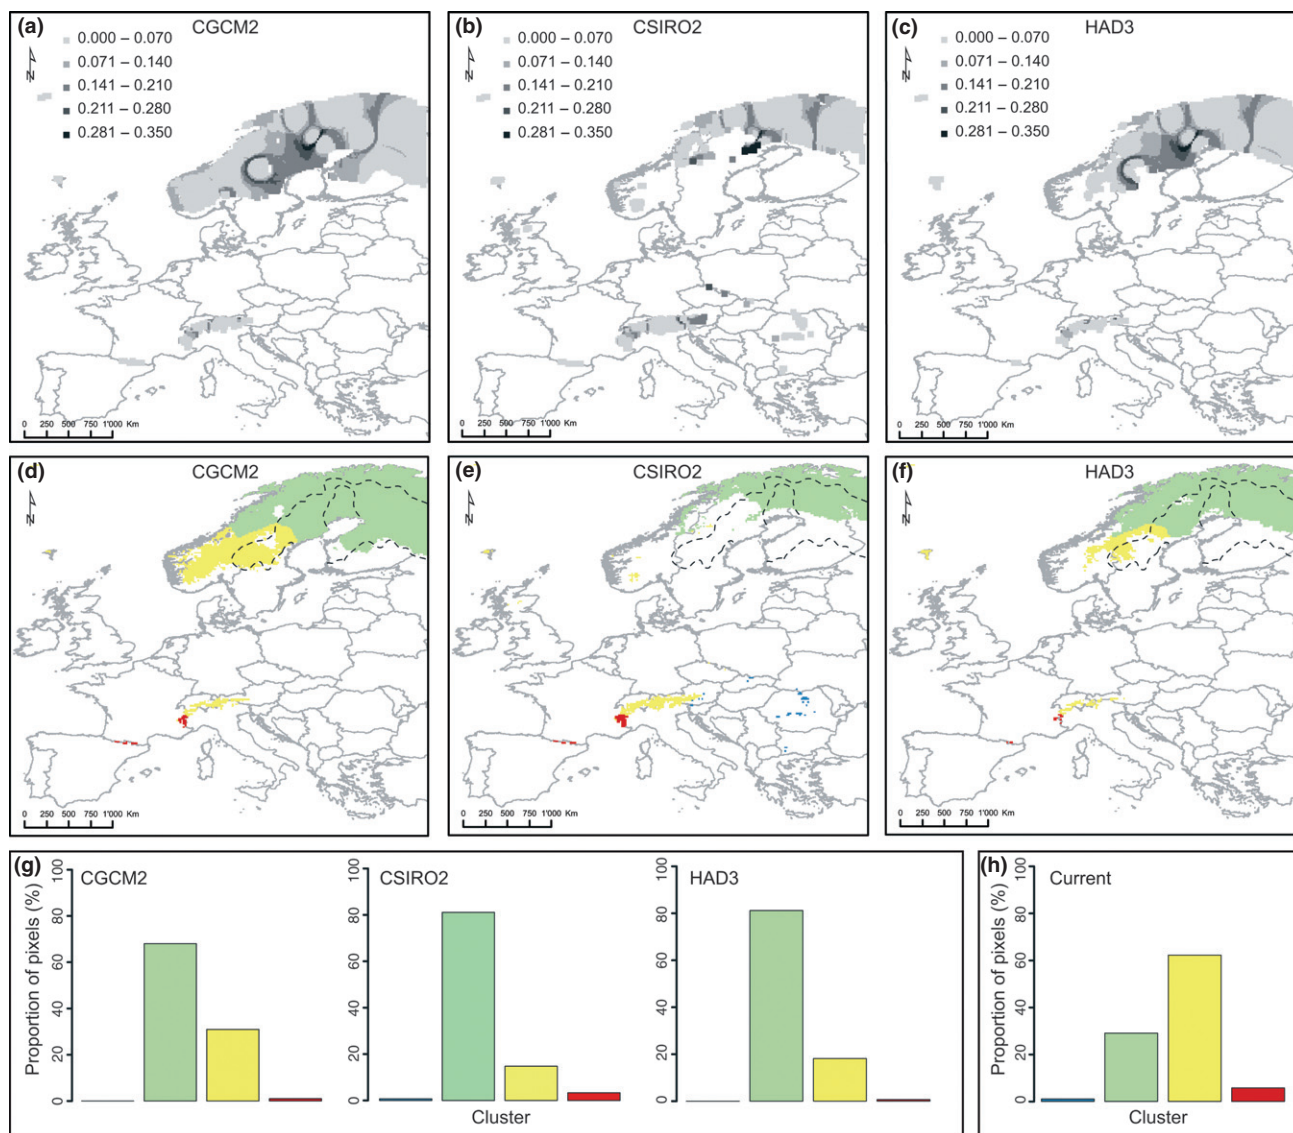 (a) CGCM2
0.000 – 0.070
0.071 – 0.140
0.141 – 0.210
0.211 – 0.280
0.281 – 0.350
N
0 250 500 750 1'000 Km
(b) CSIRO2
0.000 – 0.070
0.071 – 0.140
0.141 – 0.210
0.211 – 0.280
0.281 – 0.350
N
0 250 500 750 1'000 Km
(c) HAD3
0.000 – 0.070
0.071 – 0.140
0.141 – 0.210
0.211 – 0.280
0.281 – 0.350
N
0 250 500 750 1'000 Km
(d) CGCM2
N
0 250 500 750 1'000 Km
(e) CSIRO2
N
0 250 500 750 1'000 Km
(f) HAD3
N
0 250 500 750 1'000 Km
(g)
Proportion of pixels (%)
CGCM2
100
80
60
40
20
0
CSIRO2
100
80
60
40
20
0
HAD3
100
80
60
40
20
0
Cluster
(h)
Proportion of pixels (%)
Current
100
80
60
40
20
0
Cluster